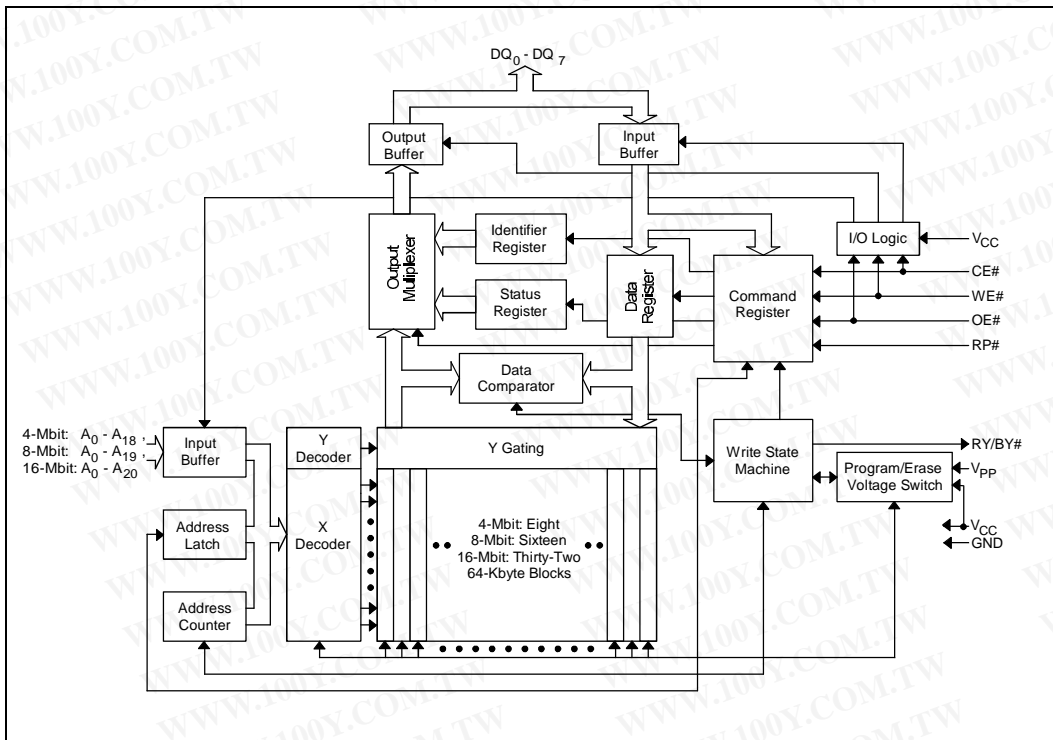 DQ0 - DQ7
Output
Buffer
Input
Buffer
Output
Multiplexer
Identifier
Register
Status
Register
Data
Register
Command
Register
I/O Logic
VCC
CE#
WE#
OE#
RP#
Data
Comparator
4-Mbit: A0 - A18 ,
8-Mbit: A0 - A19 ,
16-Mbit: A0 - A20
Input
Buffer
Y
Decoder
Y Gating
Write State
Machine
RY/BY#
Program/Erase
Voltage Switch
VPP
VCC
GND
Address
Latch
X
Decoder
4-Mbit: Eight
8-Mbit: Sixteen
16-Mbit: Thirty-Two
64-Kbyte Blocks
Address
Counter
WWW.100Y.COM.TW